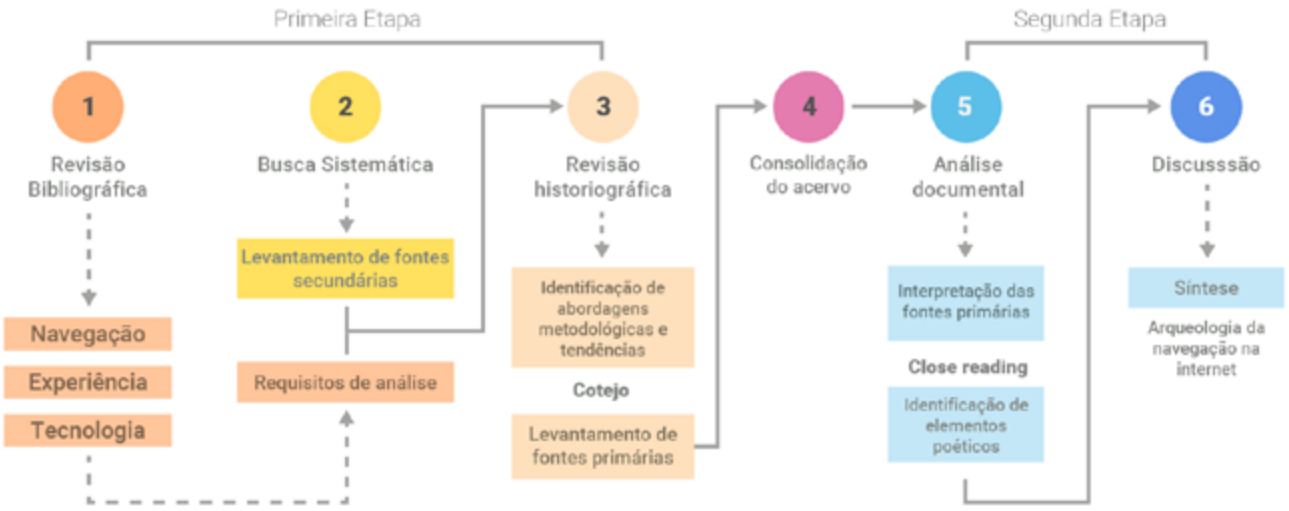 Primeira Etapa
Segunda Etapa
1
2
3
4
5
6
Revisão
Bibliográfica
Navegação
Experiência
Tecnologia
Busca Sistemática
Levantamento de fontes
secundárias
Requisitos de análise
Revisão
historiográfica
Identificação de
abordagens
metodológicas e
tendências
Cotejo
Levantamento de
fontes primárias
Consolidação
do acervo
Análise
documental
Interpretação das
fontes primárias
Close reading
Identificação de
elementos
poéticos
Discusssão
Síntese
Arqueologia da
navegação na
internet